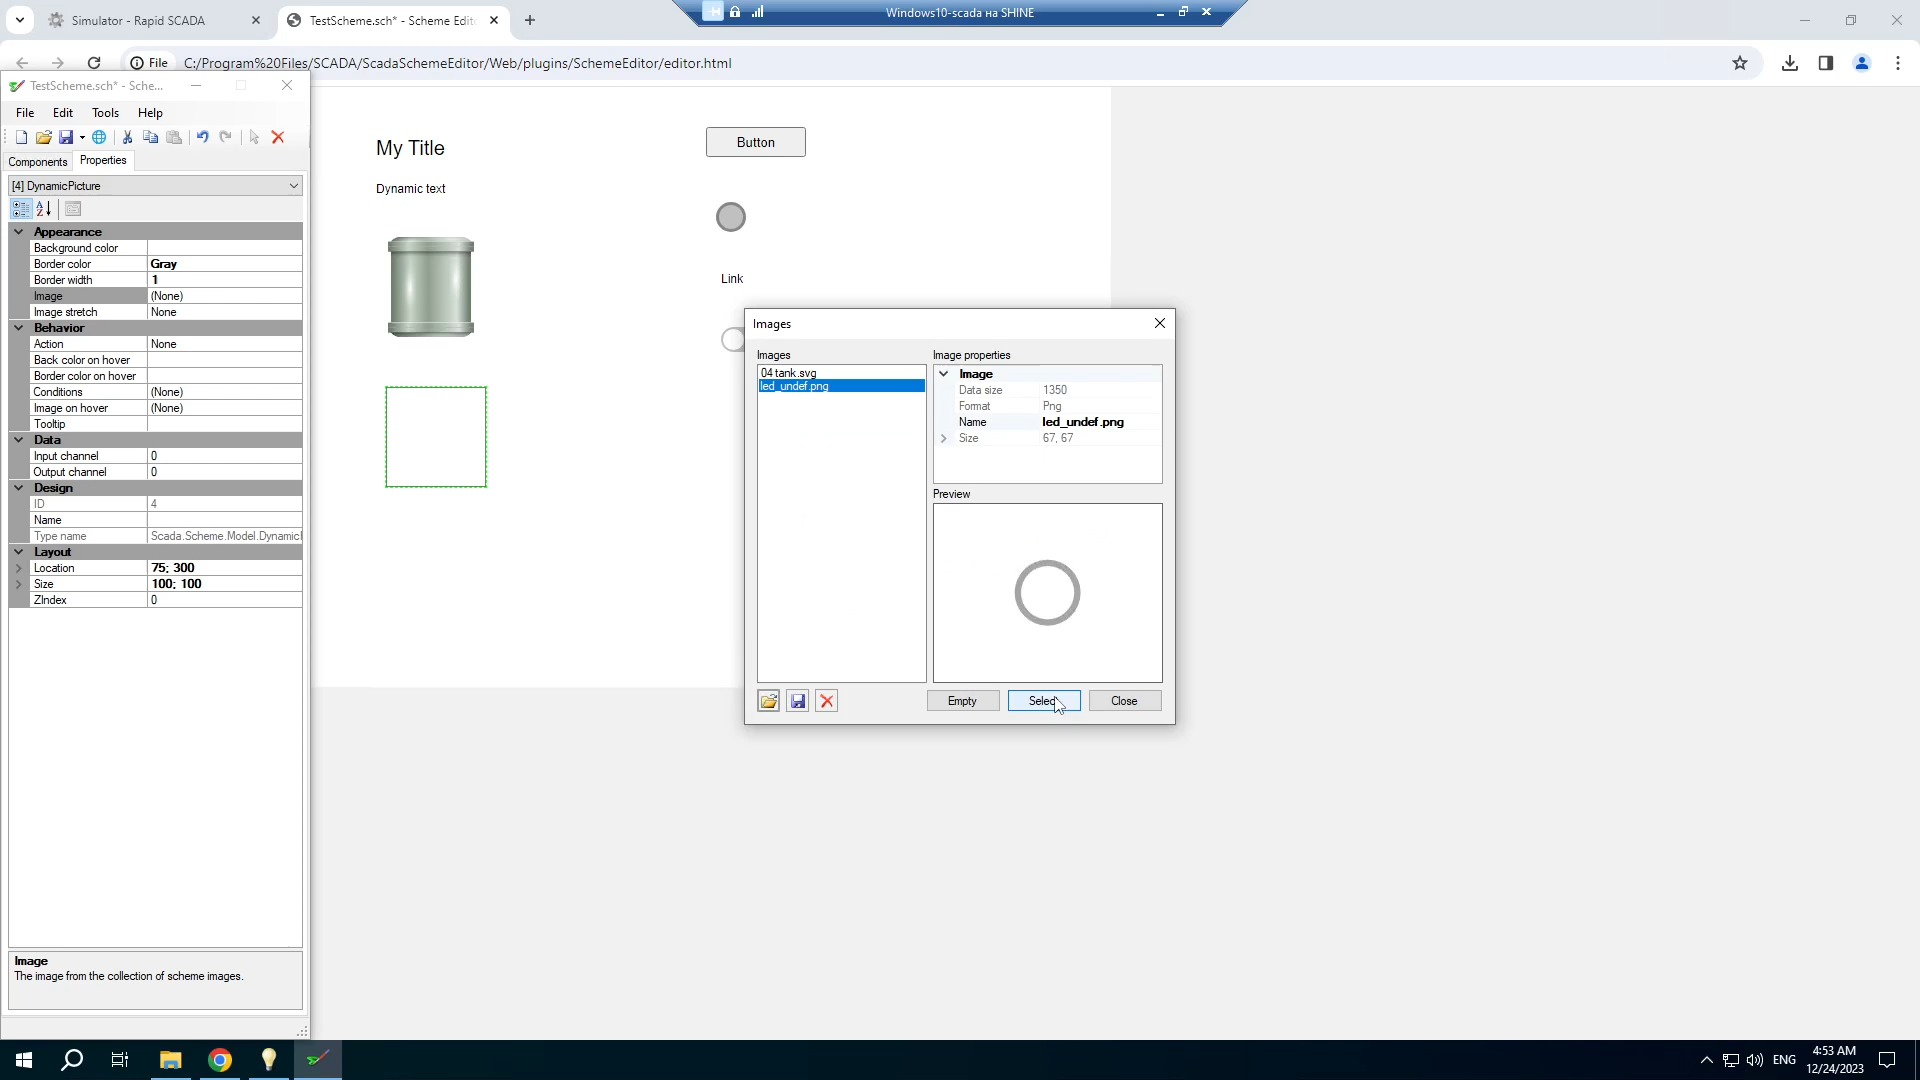 Simulator - Rapid SCADA
TestScheme.sch* - Scheme Edit
Windows10-scada на SHINE
File
C:/Program%20Files/SCADA/ScadaSchemeEditor/Web/plugins/SchemeEditor/editor.html
TestScheme.sch* - Sche...
File Edit Tools Help
Components Properties
[4] DynamicPicture
Appearance
Background color
Border color Gray
Border width 1
Image (None)
Image stretch None
Behavior
Action None
Back color on hover
Border color on hover
Conditions (None)
Image on hover (None)
Tooltip
Data
Input channel 0
Output channel 0
Design
ID 4
Name
Type name Scada.Scheme.Model.Dynamic
Layout
Location 75; 300
Size 100; 100
ZIndex 0
Image
The image from the collection of scheme images.
My Title
Dynamic text
Button
Link
Images
Images
04 tank.svg
led_undef.png
Image properties
Image
Data size 1350
Format Png
Name led_undef.png
Size 67, 67
Preview
Empty Select Close
ENG
4:53 AM
12/24/2023